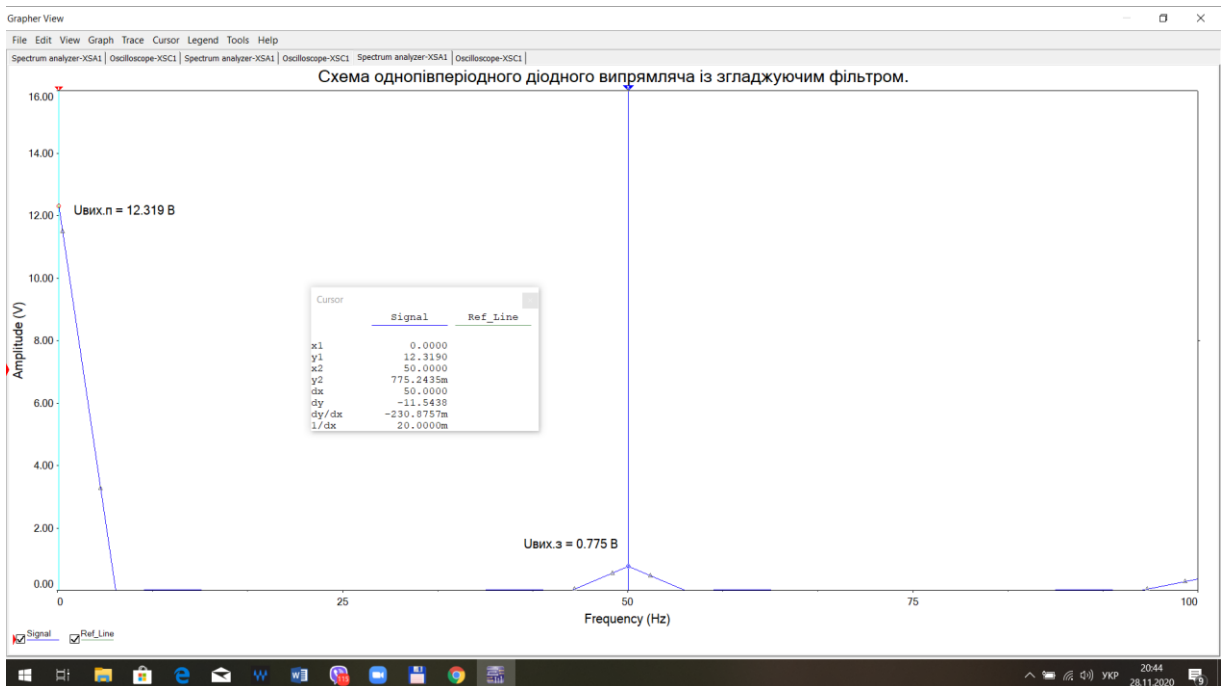 Grapher View
File Edit View Graph Trace Cursor Legend Tools Help
Spectrum analyzer-XSA1 Oscilloscope-XSC1 Spectrum analyzer-XSA1 Oscilloscope-XSC1 Spectrum analyzer-XSA1 Oscilloscope-XSC1
Схема однопівперіодного діодного випрямляча із згладжуючим фільтром.
16.00
14.00
12.00
10.00
8.00
6.00
4.00
2.00
0.00
Amplitude (V)
Uвих.п = 12.319 В
Cursor
Signal Ref_Line
x1 0.0000
y1 12.3190
x2 50.0000
y2 775.2435m
dx 50.0000
dy -11.5438
dy/dx -230.8757m
1/dx 20.0000m
Uвих.з = 0.775 В
0 25 50 75 100
Frequency (Hz)
Signal Ref_Line
УКР
20:44
28.11.2020